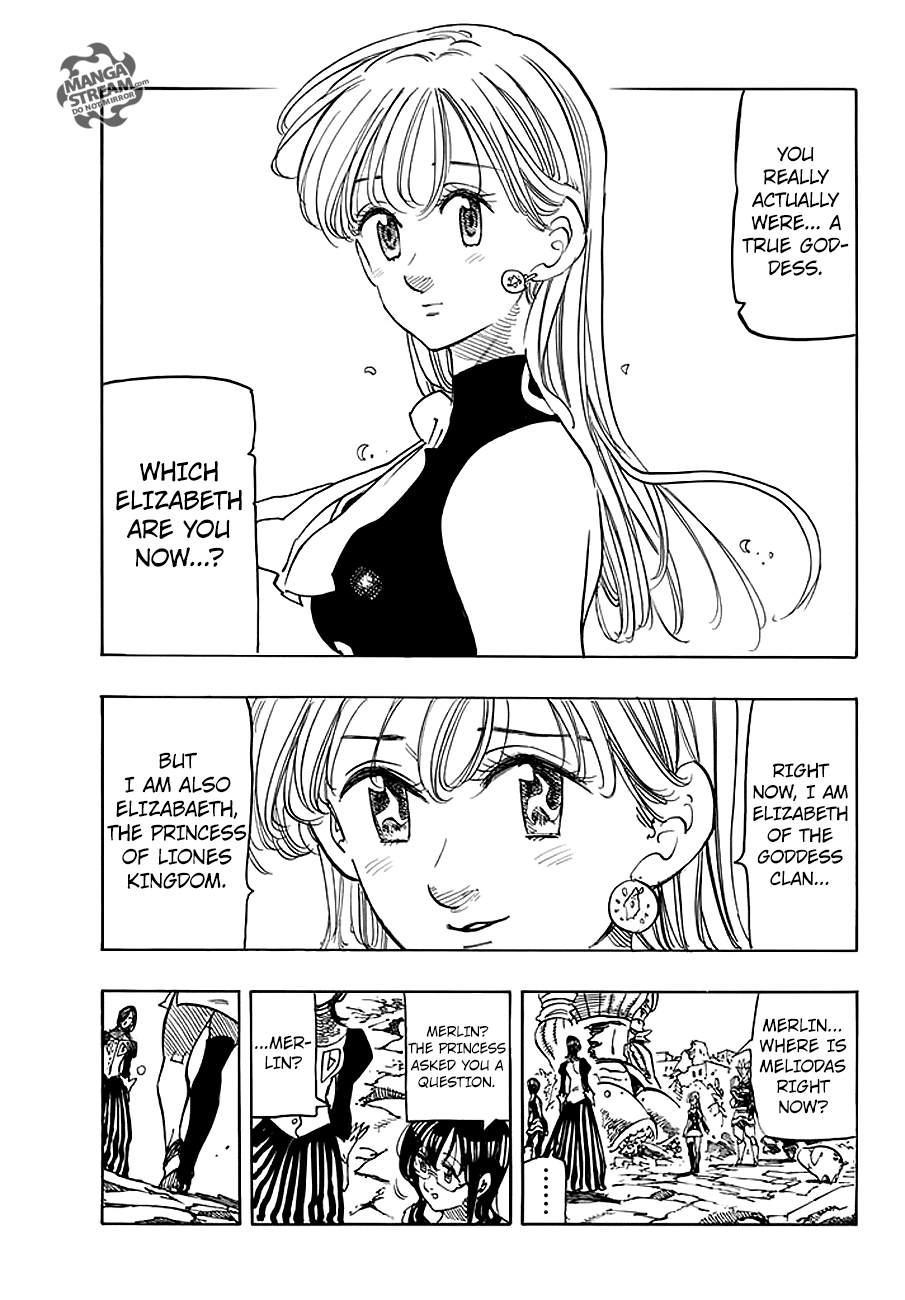 MANGA
STREAM.com
DO NOT MIRROR
YOU
REALLY
ACTUALLY
WERE... A
TRUE GOD-
DESS.
WHICH
ELIZABETH
ARE YOU
NOW...?
RIGHT
NOW, I AM
ELIZABETH
OF THE
GODDESS
CLAN...
BUT
I AM ALSO
ELIZABAETH,
THE PRINCESS
OF LIONES
KINGDOM.
MERLIN...
WHERE IS
MELIODAS
RIGHT
NOW?
......
MERLIN?
THE PRINCESS
ASKED YOU A
QUESTION.
...MER-
LIN?